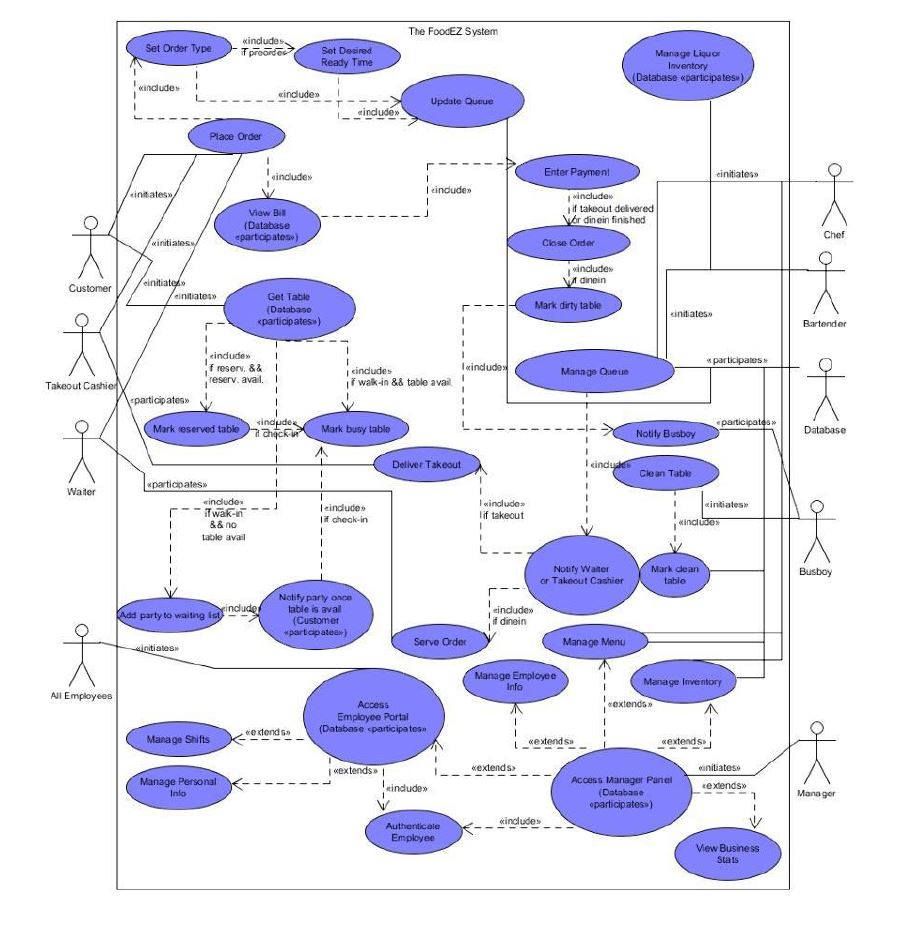 The FoodEZ System
Set Order Type
«include»
if preorder
Set Desired
Ready Time
Manage Liquor
Inventory
(Database «participates»)
«include»
«include»
«include»
Update Queue
Place Order
«include»
«initiates»
View Bill
(Database
«participates»)
«include»
Enter Payment
«include»
if takeout delivered
or dinein finished
Close Order
«include»
if dinein
Mark dirty table
«initiates»
Chef
Customer
«initiates»
«initiates»
«initiates»
Get Table
(Database
«participates»)
Bartender
«initiates»
Takeout Cashier
«include»
if reserv. &&
reserv. avail.
«include»
if walk-in && table avail.
«include»
Manage Queue
«participates»
Database
«participates»
Mark reserved table
«include»
if check-in
Mark busy table
Notify Busboy
«participates»
Waiter
Deliver Takeout
«include»
Clean Table
«participates»
«include»
if walk-in
&& no
table avail
«include»
if check-in
«include»
if takeout
«initiates»
«include»
Busboy
Notify Waiter
or Takeout Cashier
Mark clean
table
Add party to waiting list
«include»
Notify party once
table is avail
(Customer
«participates»)
«include»
if dinein
Serve Order
Manage Menu
«initiates»
All Employees
Manage Employee
Info
Manage Inventory
Access
Employee Portal
(Database «participates»
«extends»
Manage Shifts
«extends»
«extends»
«extends»
Manage Personal
Info
«extends»
«include»
«extends»
Access Manager Panel
(Database
«participates»)
«initiates»
«extends»
Manager
Authenticate
Employee
«include»
View Business
Stats